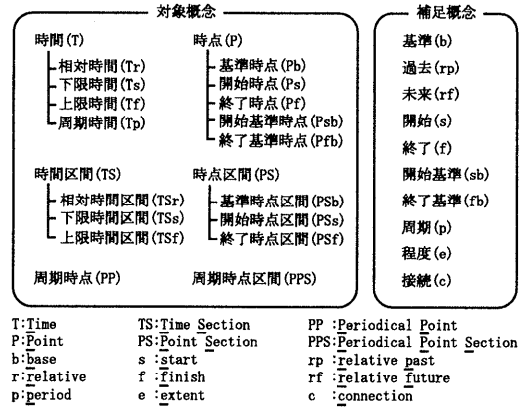 対象概念
時間(T)
相対時間(Tr)
下限時間(Ts)
上限時間(Tf)
周期時間(Tp)
時点(P)
基準時点(Pb)
開始時点(Ps)
終了時点(Pf)
開始基準時点(Psb)
終了基準時点(Pfb)
時間区間(TS)
相対時間区間(TSr)
下限時間区間(TSs)
上限時間区間(TSf)
時点区間(PS)
基準時点区間(PSb)
開始時点区間(PSs)
終了時点区間(PSf)
周期時点(PP)
周期時点区間(PPS)
補足概念
基準(b)
過去(rp)
未来(rf)
開始(s)
終了(f)
開始基準(sb)
終了基準(fb)
周期(p)
程度(e)
接続(c)
T:Time TS:Time Section PP :Periodical Point
P:Point PS:Point Section PPS:Periodical Point Section
b:base s :start rp :relative past
r:relative f :finish rf :relative future
p:period e :extent c :connection